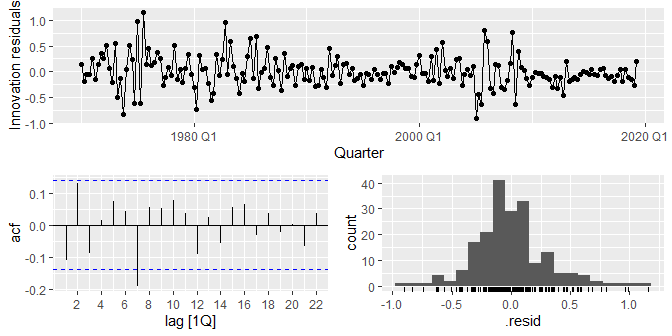 Innovation residuals
1.0
0.5
0.0
-0.5
-1.0
1980 Q1
2000 Q1
2020 Q1
Quarter
acf
0.1
0.0
-0.1
-0.2
2 4 6 8 10 12 14 16 18 20 22
lag [1Q]
count
40
30
20
10
0
-1.0 -0.5 0.0 0.5 1.0
.resid